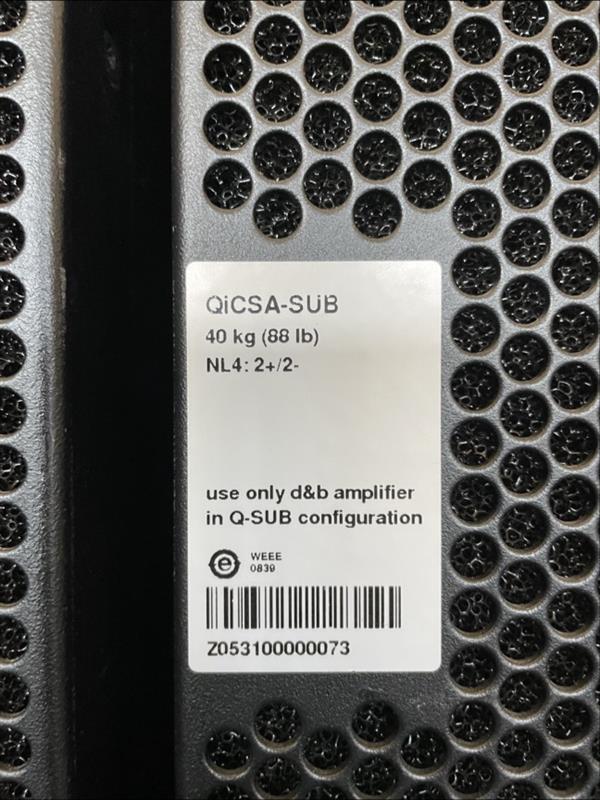 QiCSA-SUB
40 kg (88 lb)
NL4: 2+/2-
use only d&b amplifier
in Q-SUB configuration
e
WEEE
0839
Z053100000073